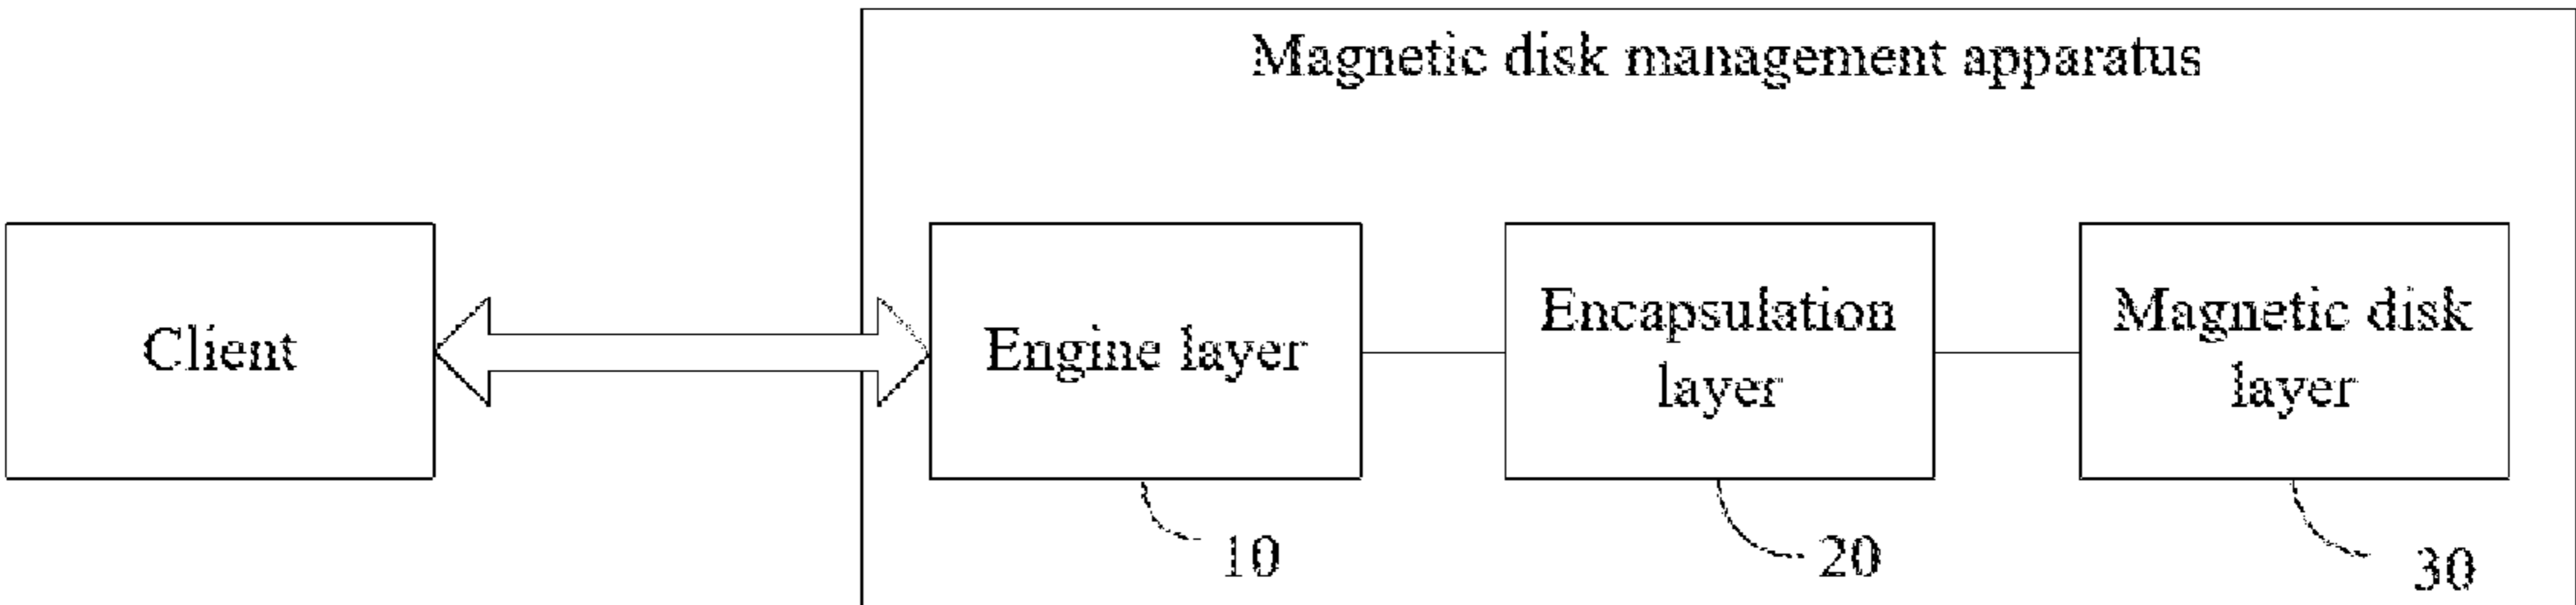 Magnetic disk management apparatus
Client
Engine layer
Encapsulation
layer
Magnetic disk
layer
10
20
30